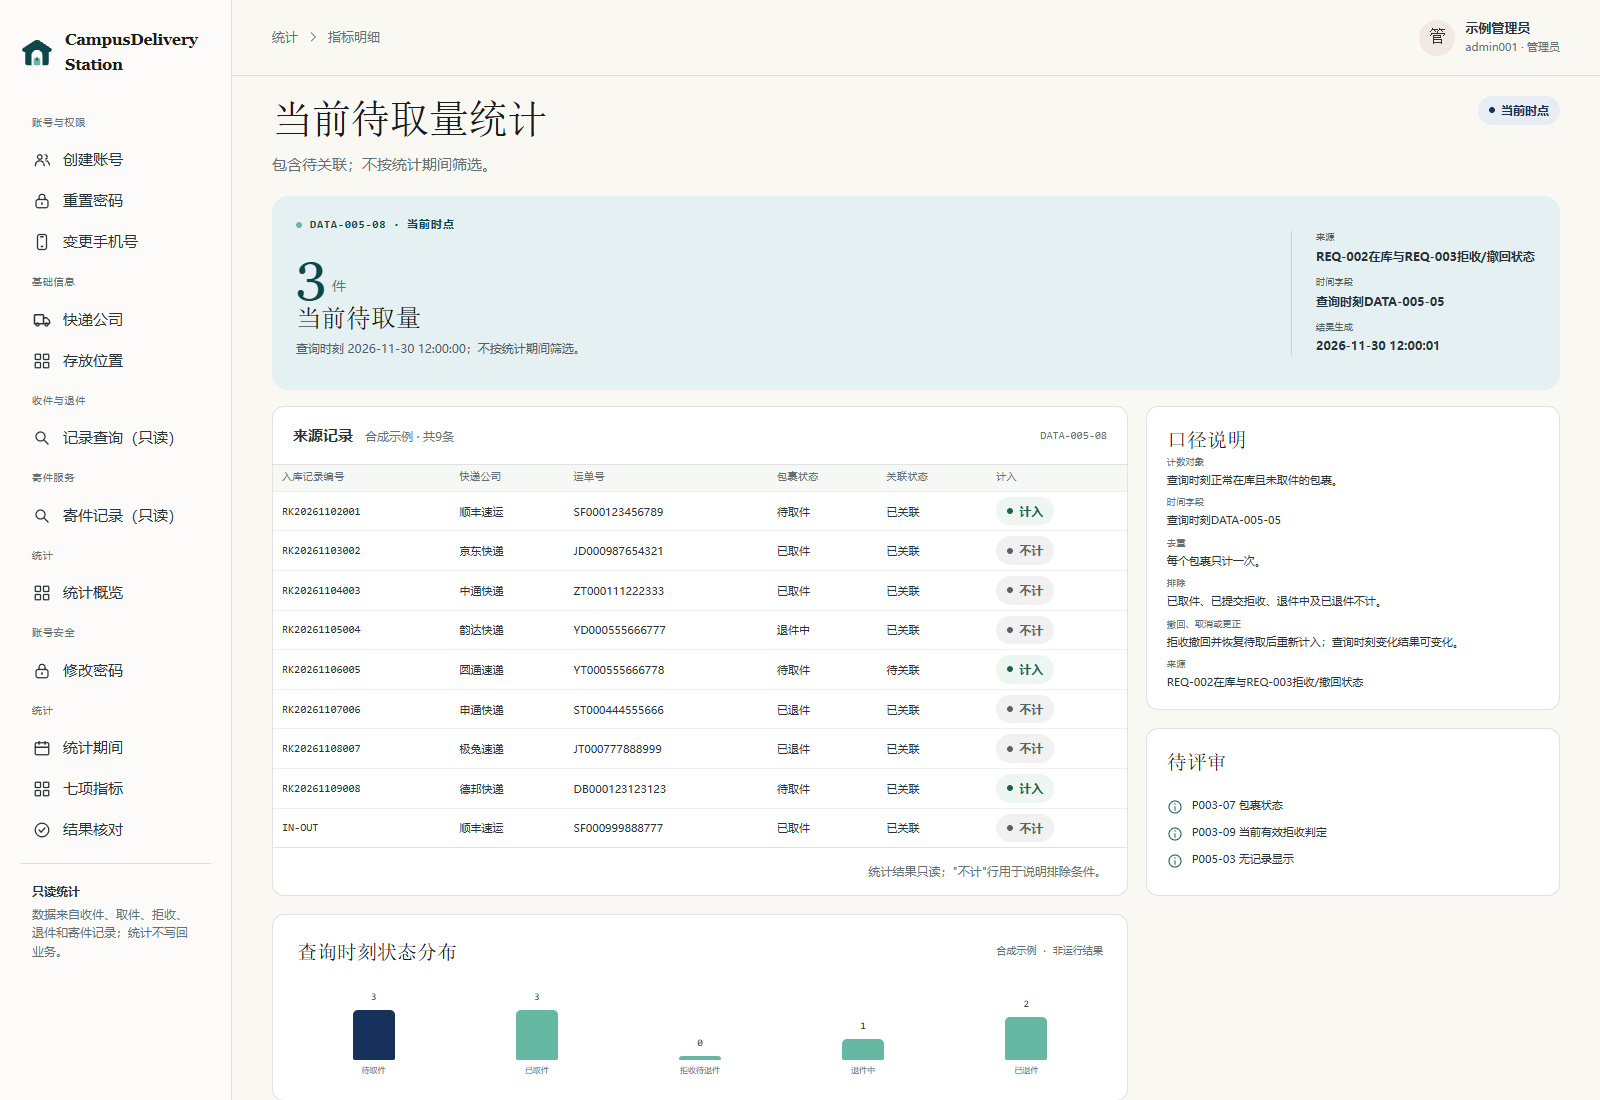 CampusDelivery
Station
账号与权限
创建账号
重置密码
变更手机号
基础信息
快递公司
存放位置
收件与退件
记录查询（只读）
寄件服务
寄件记录（只读）
统计
统计概览
账号安全
修改密码
统计
统计期间
七项指标
结果核对
只读统计
数据来自收件、取件、拒收、
退件和寄件记录；统计不写回
业务。
统计 > 指标明细
管
示例管理员
admin001 · 管理员
当前待取量统计
当前时点
包含待关联；不按统计期间筛选。
DATA-005-08 · 当前时点
3 件
当前待取量
查询时刻 2026-11-30 12:00:00；不按统计期间筛选。
来源
REQ-002在库与REQ-003拒收/撤回状态
时间字段
查询时刻DATA-005-05
结果生成
2026-11-30 12:00:01
来源记录 合成示例 · 共9条 DATA-005-08
入库记录编号 快递公司 运单号 包裹状态 关联状态 计入
RK20261102001 顺丰速运 SF000123456789 待取件 已关联 计入
RK20261103002 京东快递 JD000987654321 已取件 已关联 不计
RK20261104003 中通快递 ZT000111222333 已取件 已关联 不计
RK20261105004 韵达快递 YD000555666777 退件中 已关联 不计
RK20261106005 圆通速递 YT000555666778 待取件 待关联 计入
RK20261107006 申通快递 ST000444555666 已退件 已关联 不计
RK20261108007 极兔速递 JT000777888999 已退件 已关联 不计
RK20261109008 德邦快递 DB000123123123 待取件 已关联 计入
IN-OUT 顺丰速运 SF000999888777 已取件 已关联 不计
统计结果只读；"不计"行用于说明排除条件。
口径说明
计数对象
查询时刻正常在库且未取件的包裹。
时间字段
查询时刻DATA-005-05
去重
每个包裹只计一次。
排除
已取件、已提交拒收、退件中及已退件不计。
撤回、取消或更正
拒收撤回并恢复待取后重新计入；查询时刻变化结果可变化。
来源
REQ-002在库与REQ-003拒收/撤回状态
待评审
P003-07 包裹状态
P003-09 当前有效拒收判定
P005-03 无记录显示
查询时刻状态分布
合成示例 · 非运行结果
3 3 0 1 2
待取件 已取件 拒收待退件 退件中 已退件